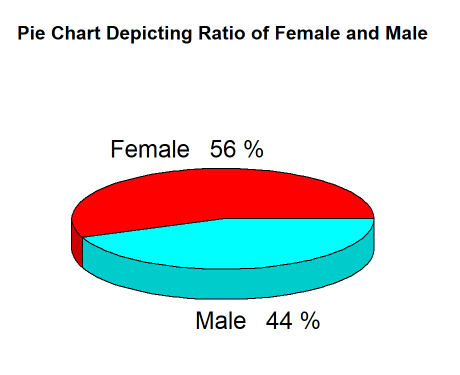 Pie Chart Depicting Ratio of Female and Male
Female 56 %
Male 44 %